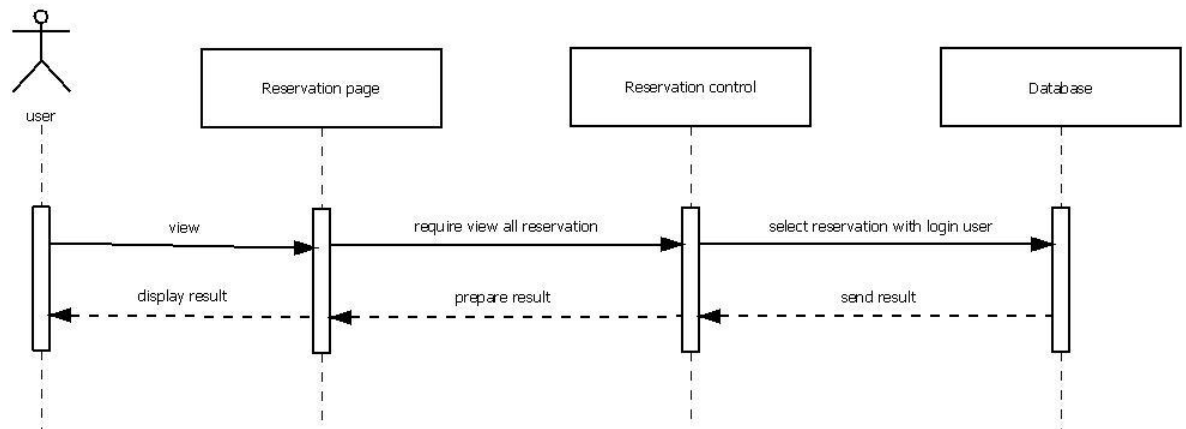 Reservation page
Reservation control
Database
user
view
require view all reservation
select reservation with login user
display result
prepare result
send result